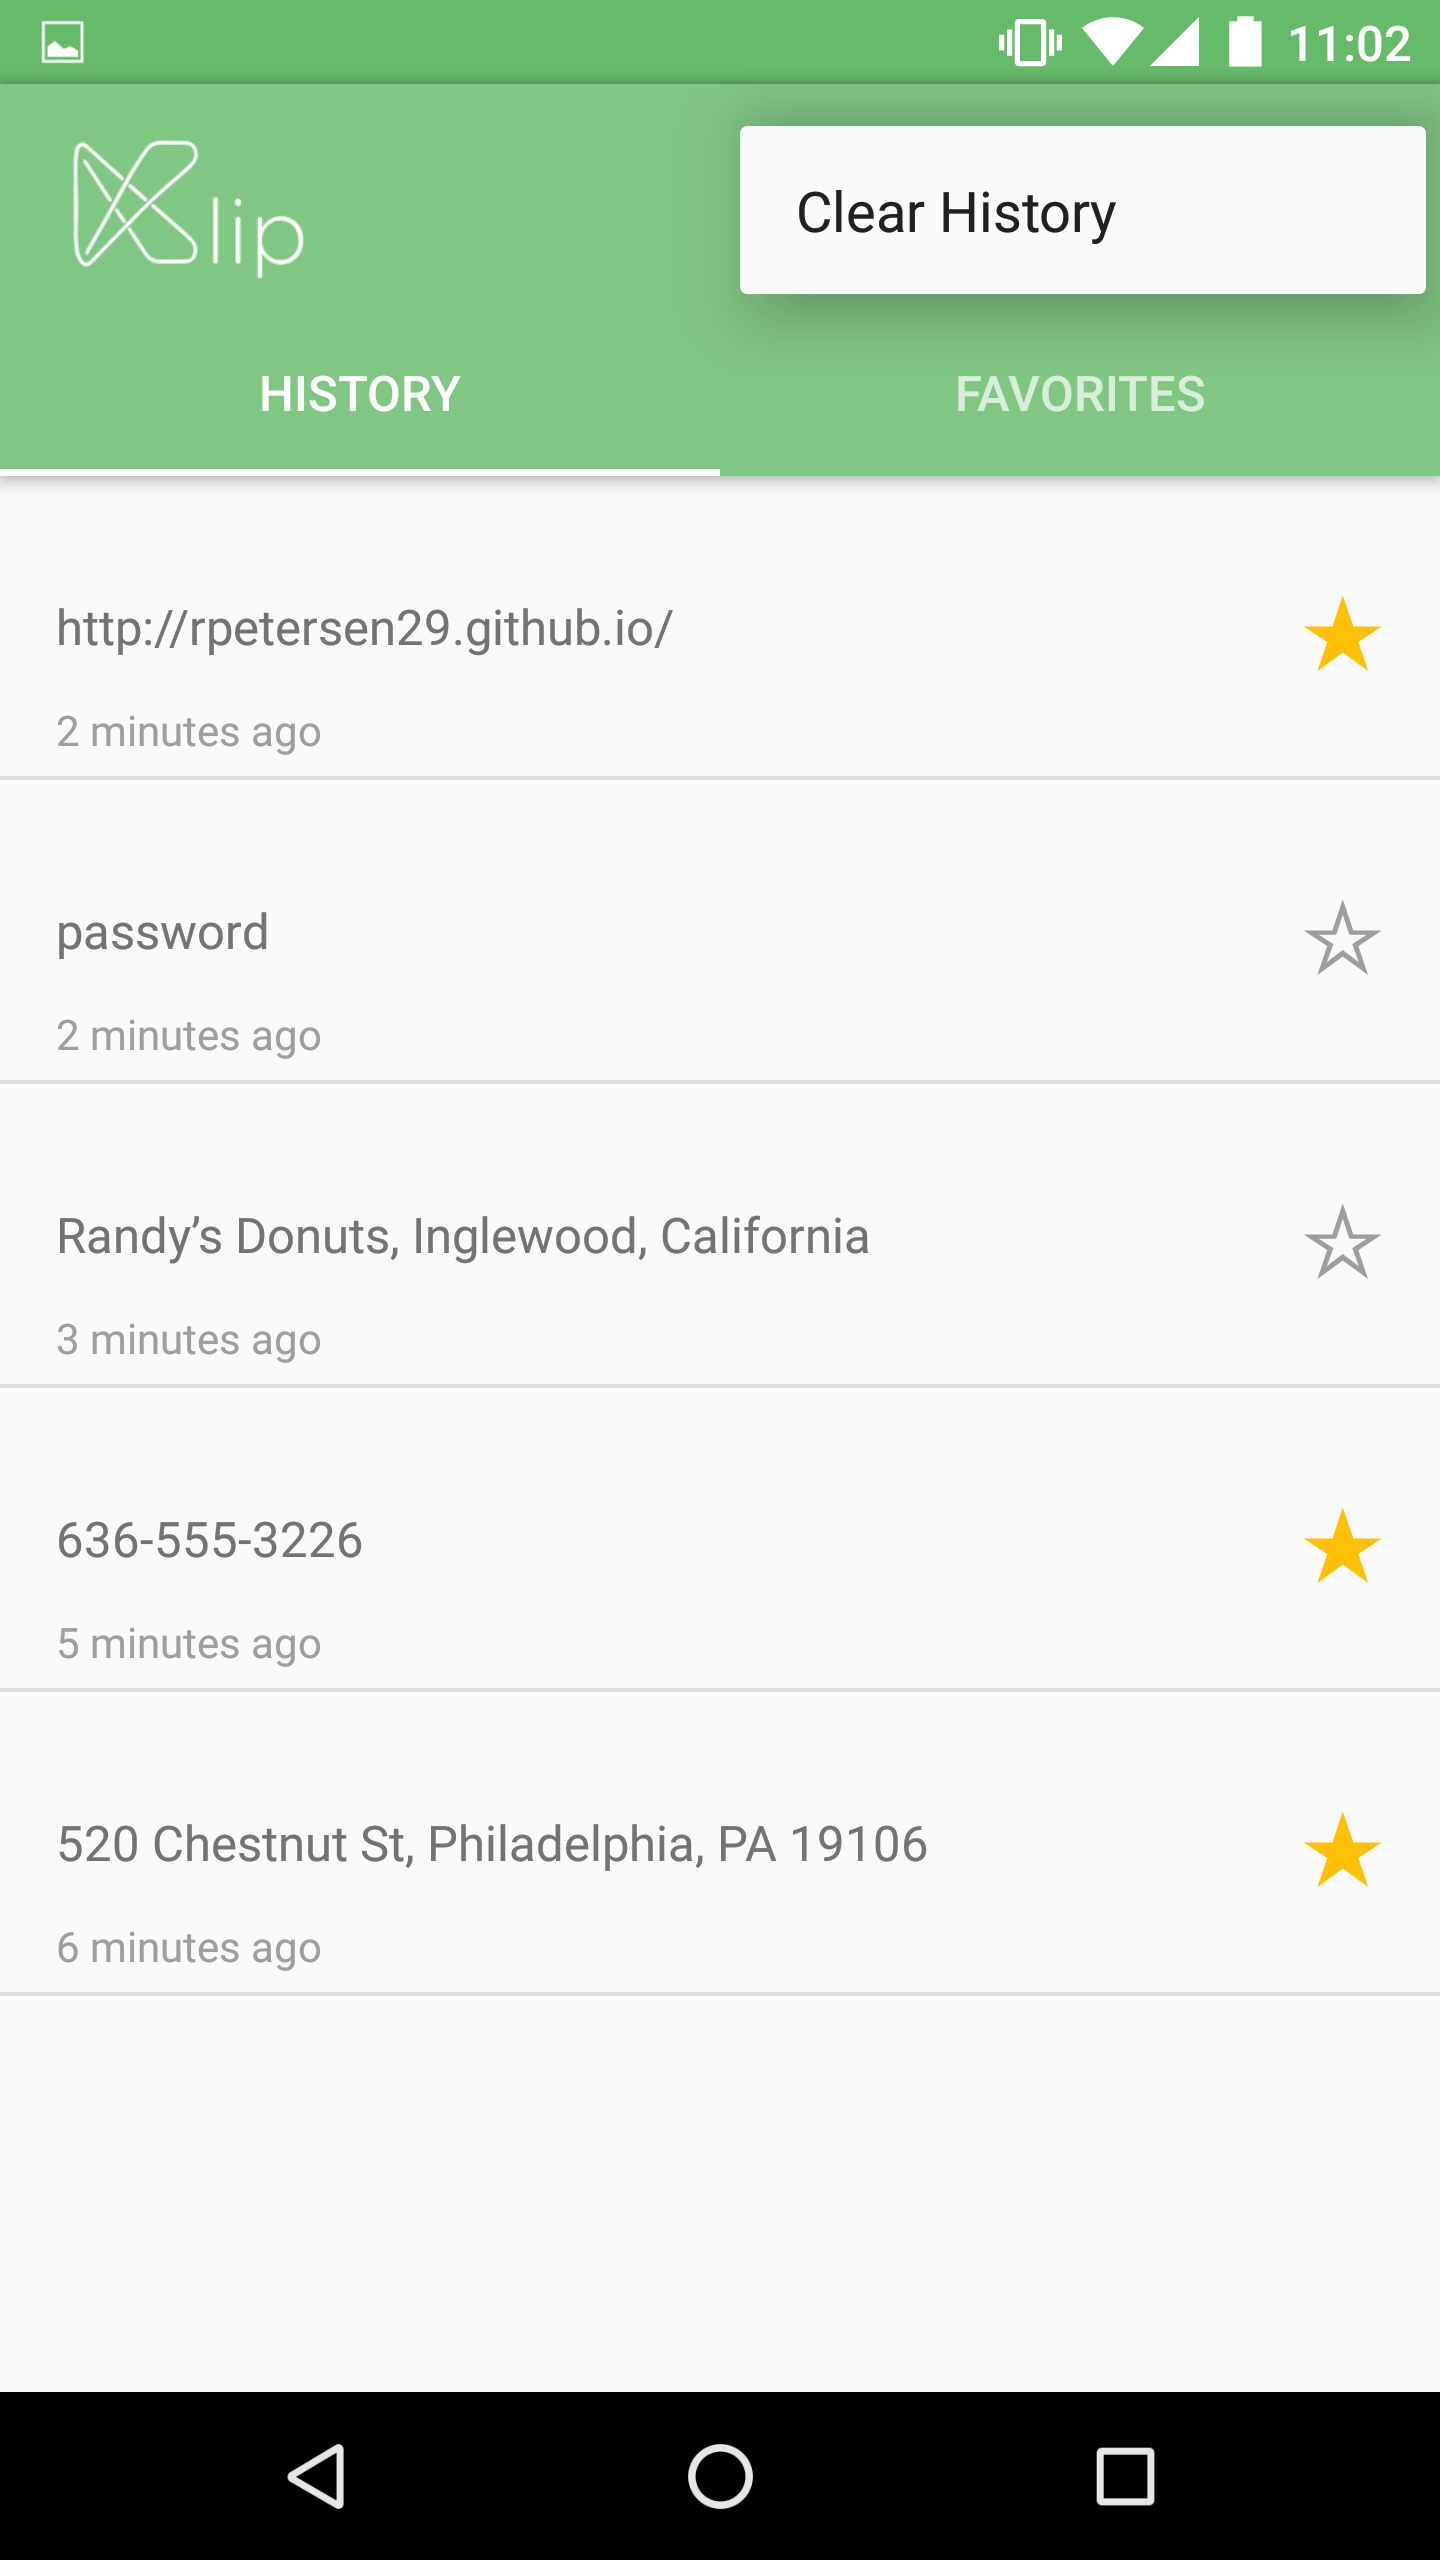 11:02
Klip
Clear History
HISTORY
FAVORITES
http://rpetersen29.github.io/
2 minutes ago
password
2 minutes ago
Randy’s Donuts, Inglewood, California
3 minutes ago
636-555-3226
5 minutes ago
520 Chestnut St, Philadelphia, PA 19106
6 minutes ago